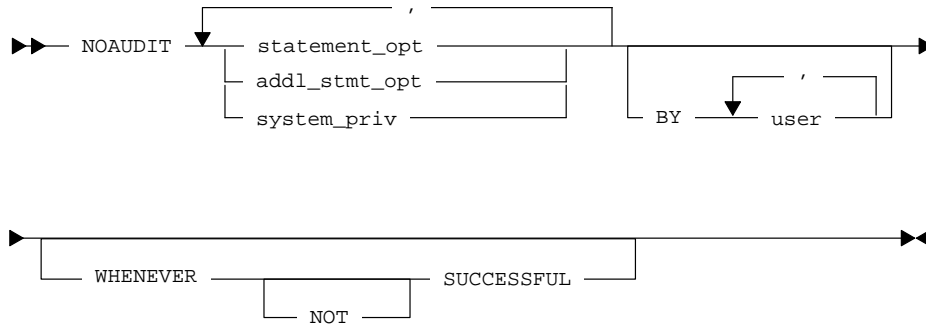 ,
NOAUDIT statement_opt
addl_stmt_opt ,
system_priv BY user
WHENEVER SUCCESSFUL
NOT